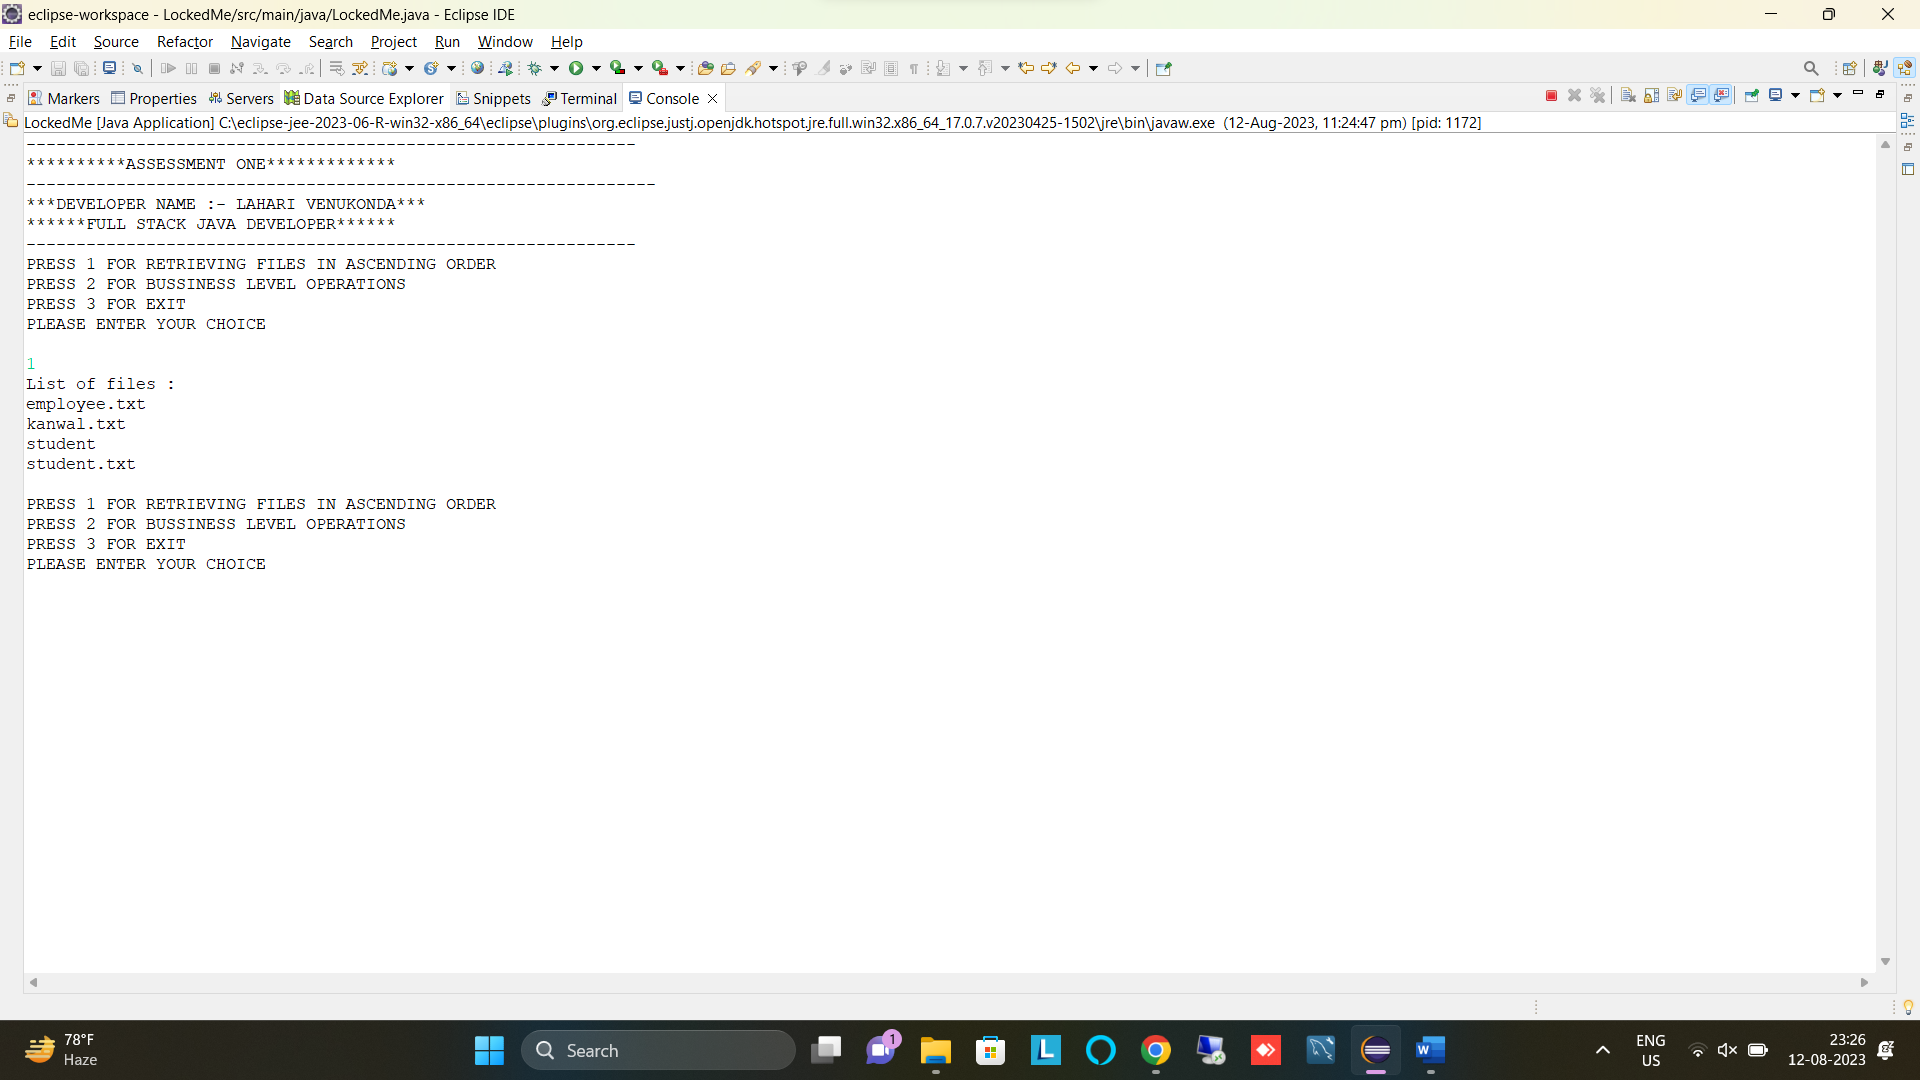 eclipse-workspace - LockedMe/src/main/java/LockedMe.java - Eclipse IDE
File Edit Source Refactor Navigate Search Project Run Window Help
Markers Properties Servers Data Source Explorer Snippets Terminal Console
LockedMe [Java Application] C:\eclipse-jee-2023-06-R-win32-x86_64\eclipse\plugins\org.eclipse.justj.openjdk.hotspot.jre.full.win32.x86_64_17.0.7.v20230425-1502\jre\bin\javaw.exe (12-Aug-2023, 11:24:47 pm) [pid: 1172]
-------------------------------------------------------------
**********ASSESSMENT ONE*************
---------------------------------------------------------------
***DEVELOPER NAME :- LAHARI VENUKONDA***
******FULL STACK JAVA DEVELOPER******
-------------------------------------------------------------
PRESS 1 FOR RETRIEVING FILES IN ASCENDING ORDER
PRESS 2 FOR BUSSINESS LEVEL OPERATIONS
PRESS 3 FOR EXIT
PLEASE ENTER YOUR CHOICE
1
List of files :
employee.txt
kanwal.txt
student
student.txt
PRESS 1 FOR RETRIEVING FILES IN ASCENDING ORDER
PRESS 2 FOR BUSSINESS LEVEL OPERATIONS
PRESS 3 FOR EXIT
PLEASE ENTER YOUR CHOICE
78°F
Haze
Search
1
L
W
ENG
US
23:26
12-08-2023